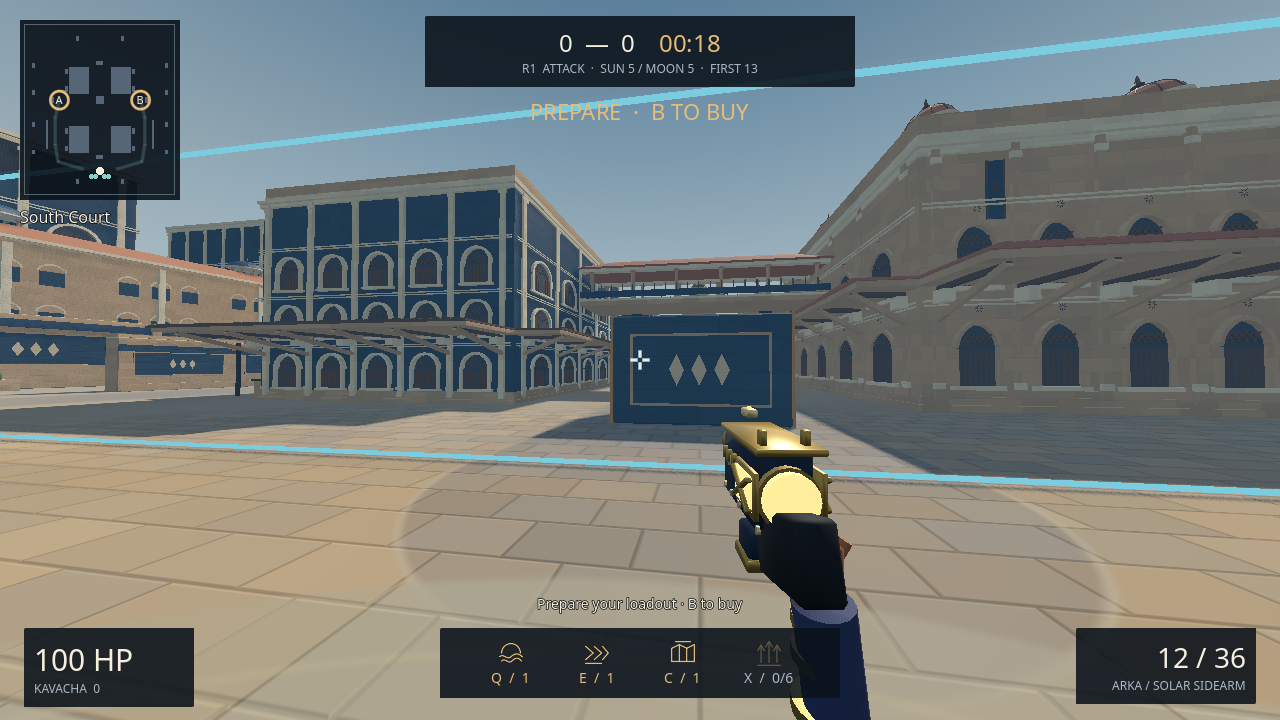 0 — 0 00:18
R1 ATTACK · SUN 5 / MOON 5 · FIRST 13
PREPARE · B TO BUY
A
B
South Court
Prepare your loadout · B to buy
100 HP
KAVACHA 0
Q / 1
E / 1
C / 1
X / 0/6
12 / 36
ARKA / SOLAR SIDEARM